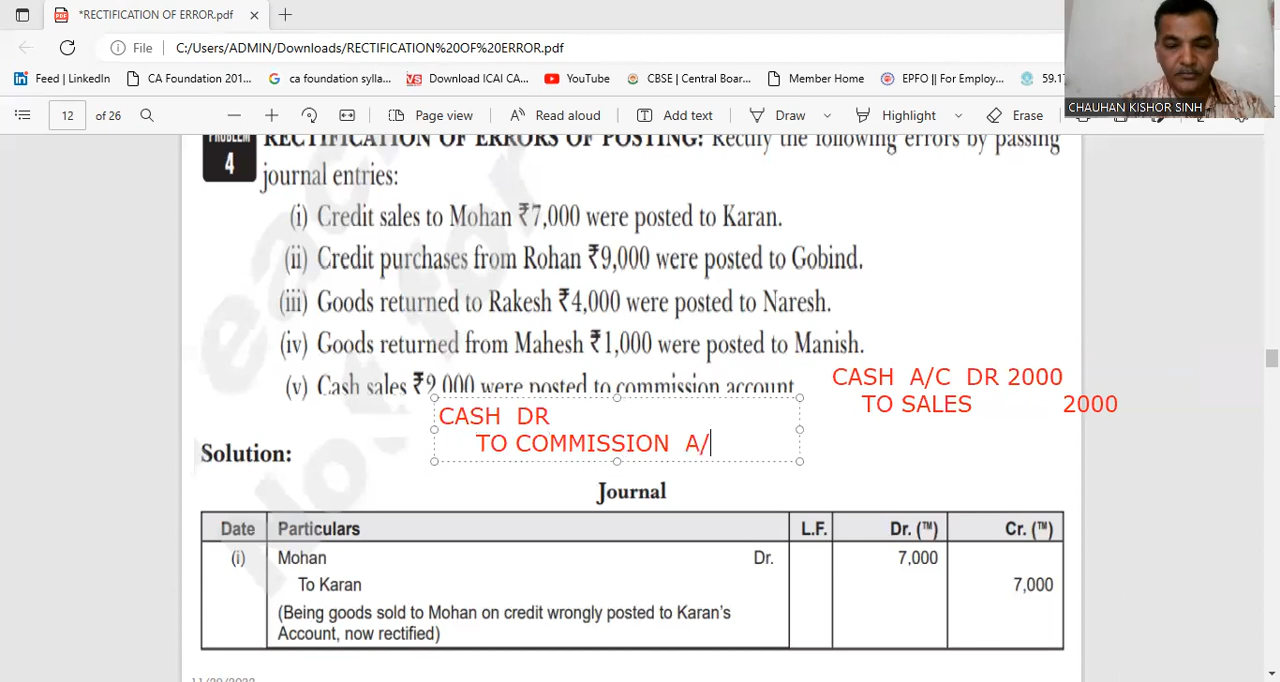 *RECTIFICATION OF ERROR.pdf
File C:/Users/ADMIN/Downloads/RECTIFICATION%20OF%20ERROR.pdf
Feed | LinkedIn CA Foundation 201... ca foundation sylla... Download ICAI CA... YouTube CBSE | Central Boar... Member Home EPFO || For Employ... 59.1
CHAUHAN KISHOR SINH
12 of 26 Page view Read aloud Add text Draw Highlight Erase
PROBLEM 4 RECTIFICATION OF ERRORS OF POSTING: Rectify the following errors by passing
journal entries:
(i) Credit sales to Mohan ₹7,000 were posted to Karan.
(ii) Credit purchases from Rohan ₹9,000 were posted to Gobind.
(iii) Goods returned to Rakesh ₹4,000 were posted to Naresh.
(iv) Goods returned from Mahesh ₹1,000 were posted to Manish.
(v) Cash sales ₹2,000 were posted to commission account.
CASH A/C DR 2000
TO SALES 2000
CASH DR
TO COMMISSION A/
Solution:
Journal
Date Particulars L.F. Dr. (™) Cr. (™)
(i) Mohan Dr. 7,000
To Karan 7,000
(Being goods sold to Mohan on credit wrongly posted to Karan's
Account, now rectified)